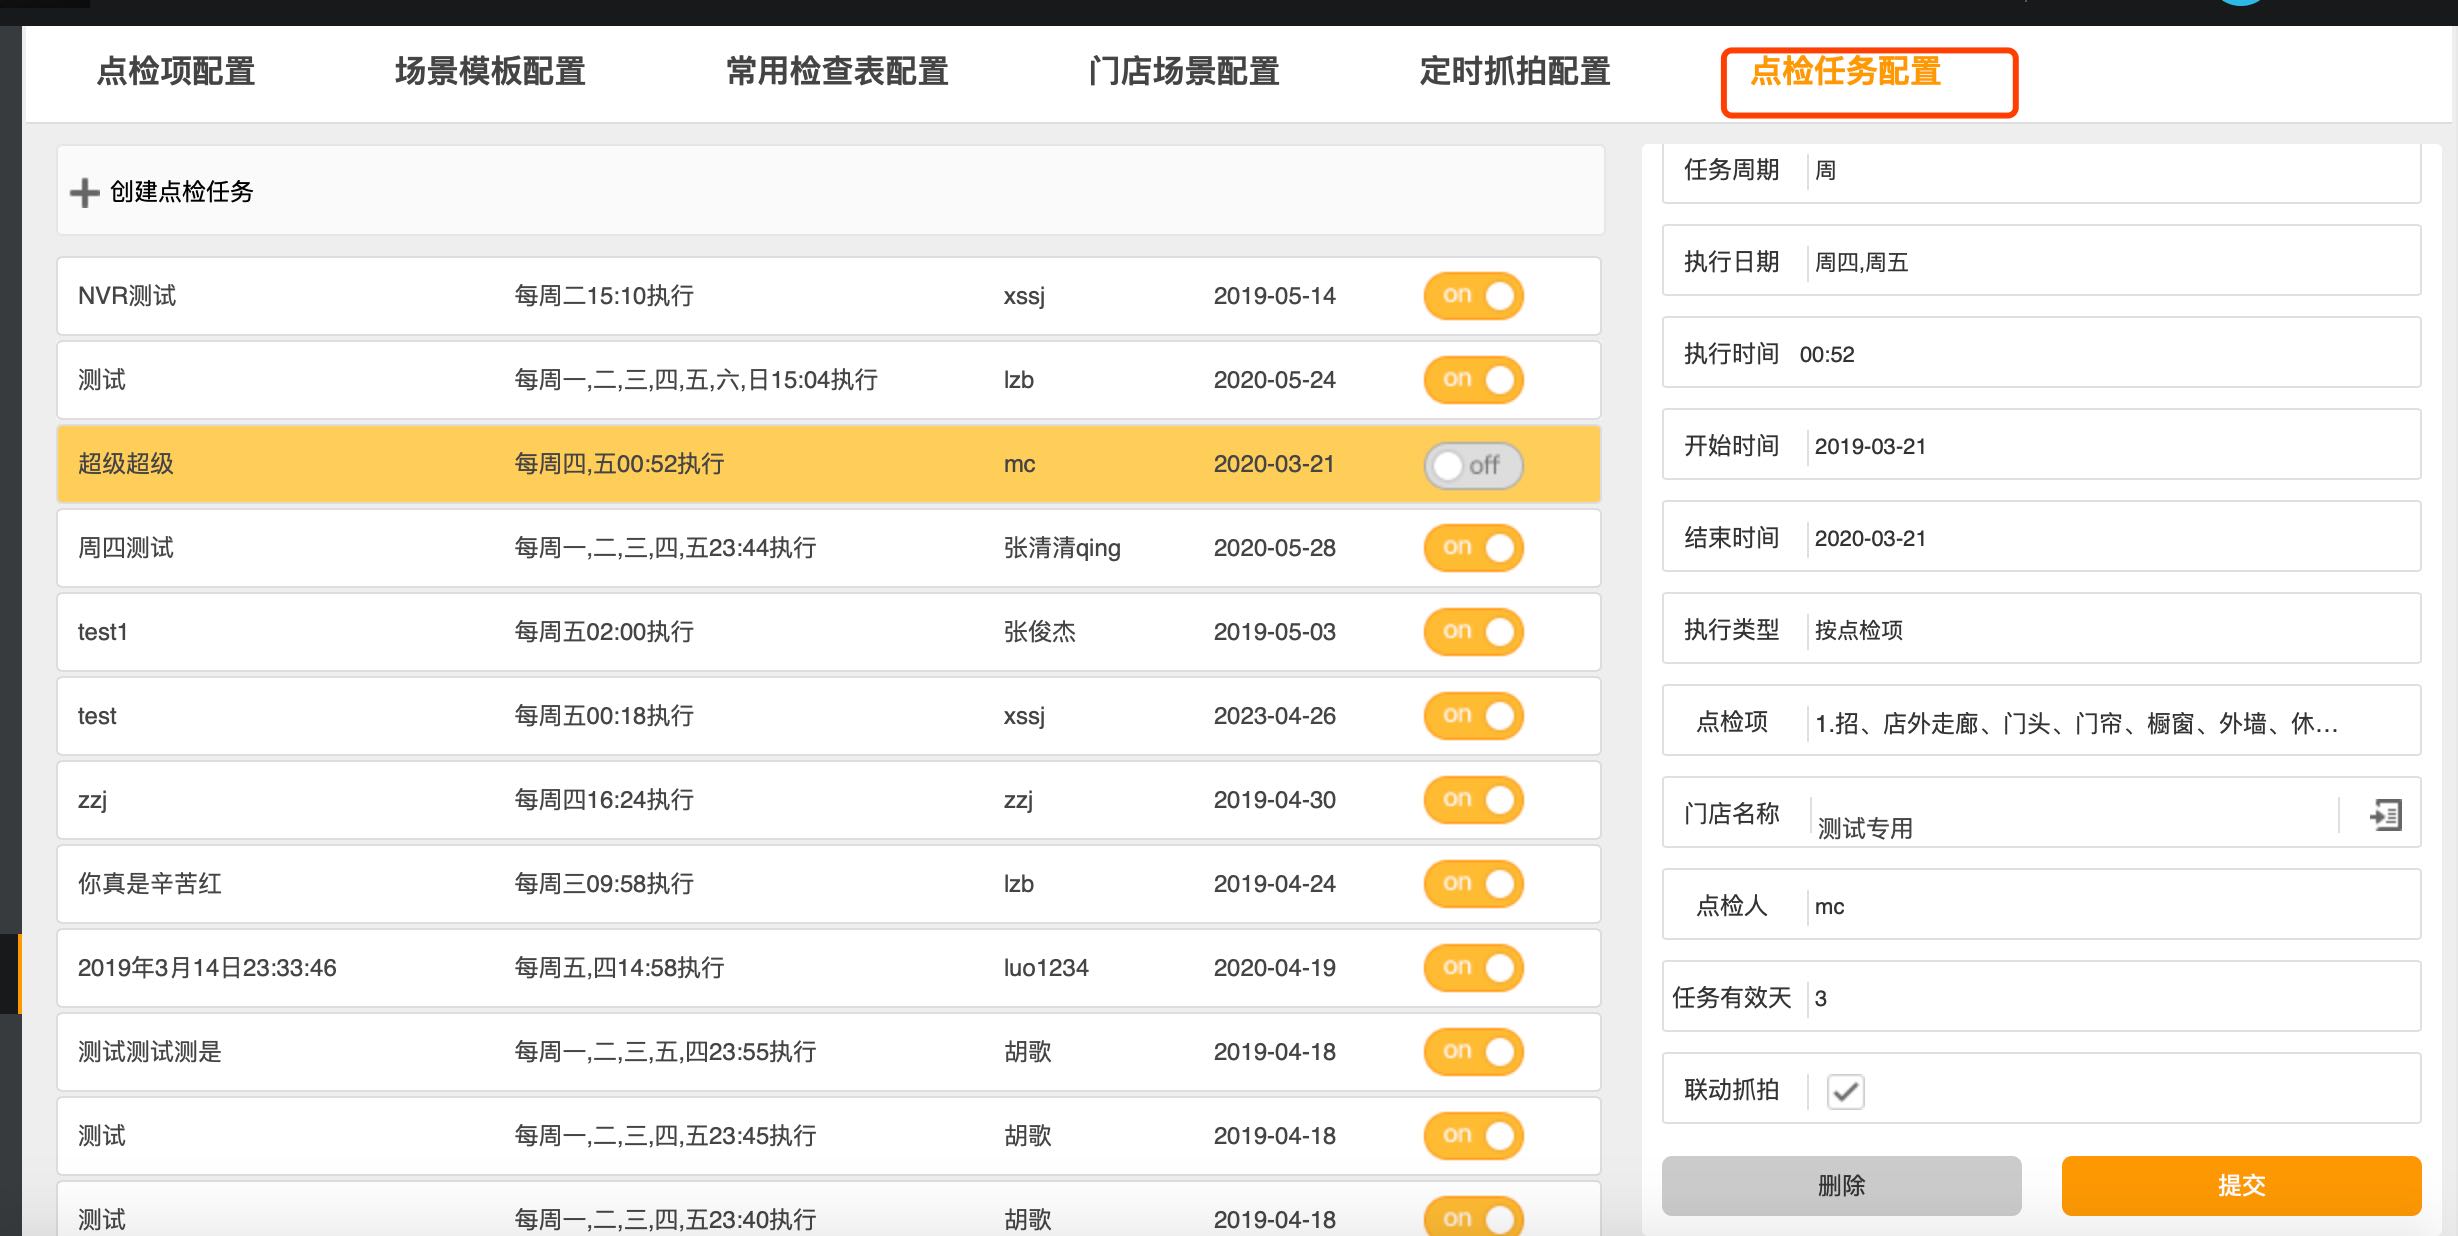 点检项配置 场景模板配置 常用检查表配置 门店场景配置 定时抓拍配置 点检任务配置
创建点检任务
NVR测试 每周二15:10执行 xssj 2019-05-14 on
测试 每周一,二,三,四,五,六,日15:04执行 lzb 2020-05-24 on
超级超级 每周四,五00:52执行 mc 2020-03-21 off
周四测试 每周一,二,三,四,五23:44执行 张清清qing 2020-05-28 on
test1 每周五02:00执行 张俊杰 2019-05-03 on
test 每周五00:18执行 xssj 2023-04-26 on
zzj 每周四16:24执行 zzj 2019-04-30 on
你真是辛苦红 每周三09:58执行 lzb 2019-04-24 on
2019年3月14日23:33:46 每周五,四14:58执行 luo1234 2020-04-19 on
测试测试测是 每周一,二,三,五,四23:55执行 胡歌 2019-04-18 on
测试 每周一,二,三,四,五23:45执行 胡歌 2019-04-18 on
测试 每周一,二,三,四,五23:40执行 胡歌 2019-04-18 on
任务周期 周
执行日期 周四,周五
执行时间 00:52
开始时间 2019-03-21
结束时间 2020-03-21
执行类型 按点检项
点检项 1.招、店外走廊、门头、门帘、橱窗、外墙、休...
门店名称 测试专用
点检人 mc
任务有效天 3
联动抓拍
删除 提交